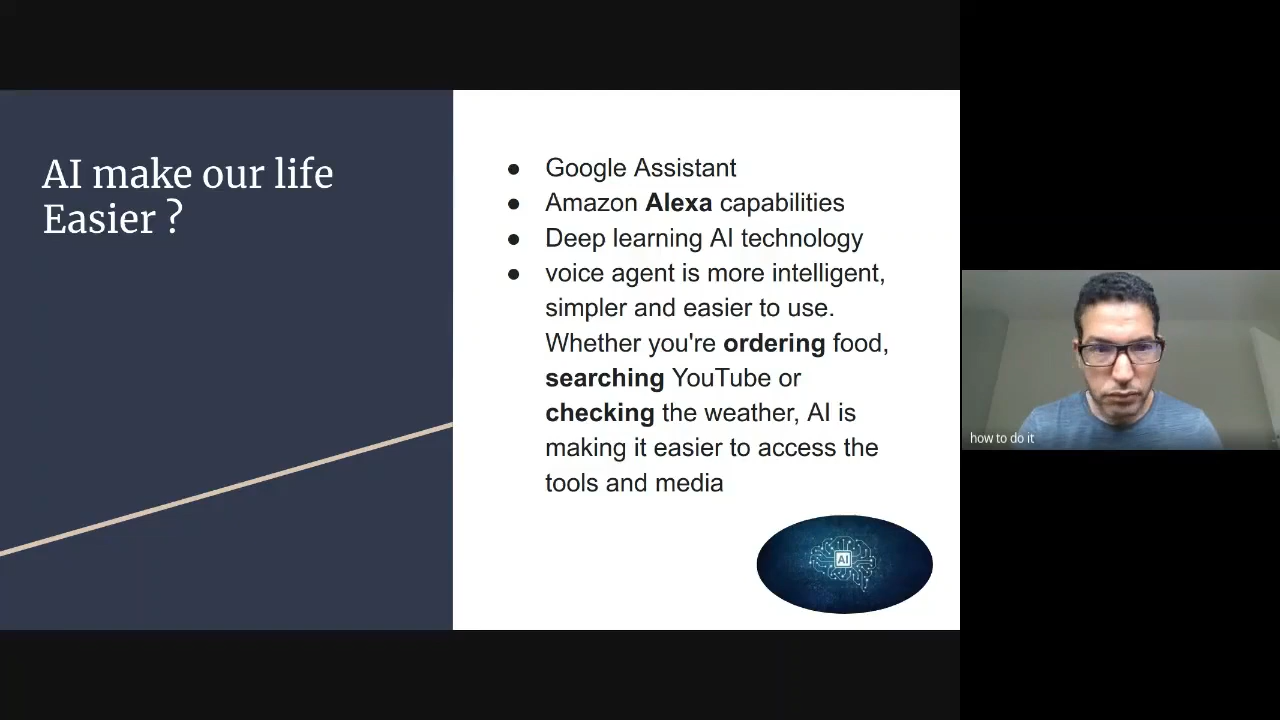 AI make our life
Easier ?
● Google Assistant
● Amazon Alexa capabilities
● Deep learning AI technology
● voice agent is more intelligent,
simpler and easier to use.
Whether you're ordering food,
searching YouTube or
checking the weather, AI is
making it easier to access the
tools and media
AI
how to do it